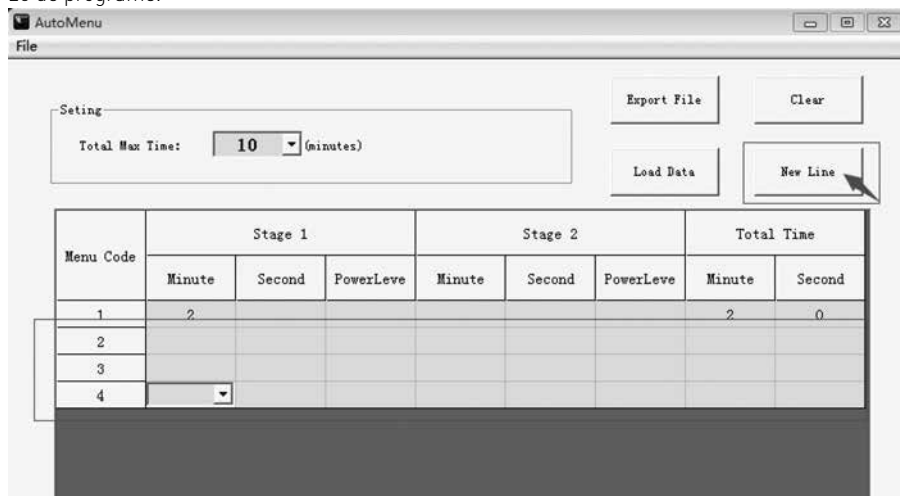 AutoMenu
File
Export File
Clear
Seting
Total Max Time: 10 (minutes)
Load Data
New Line
Menu Code
Stage 1
Stage 2
Total Time
Minute Second PowerLeve Minute Second PowerLeve Minute Second
1 2 2 0
2
3
4